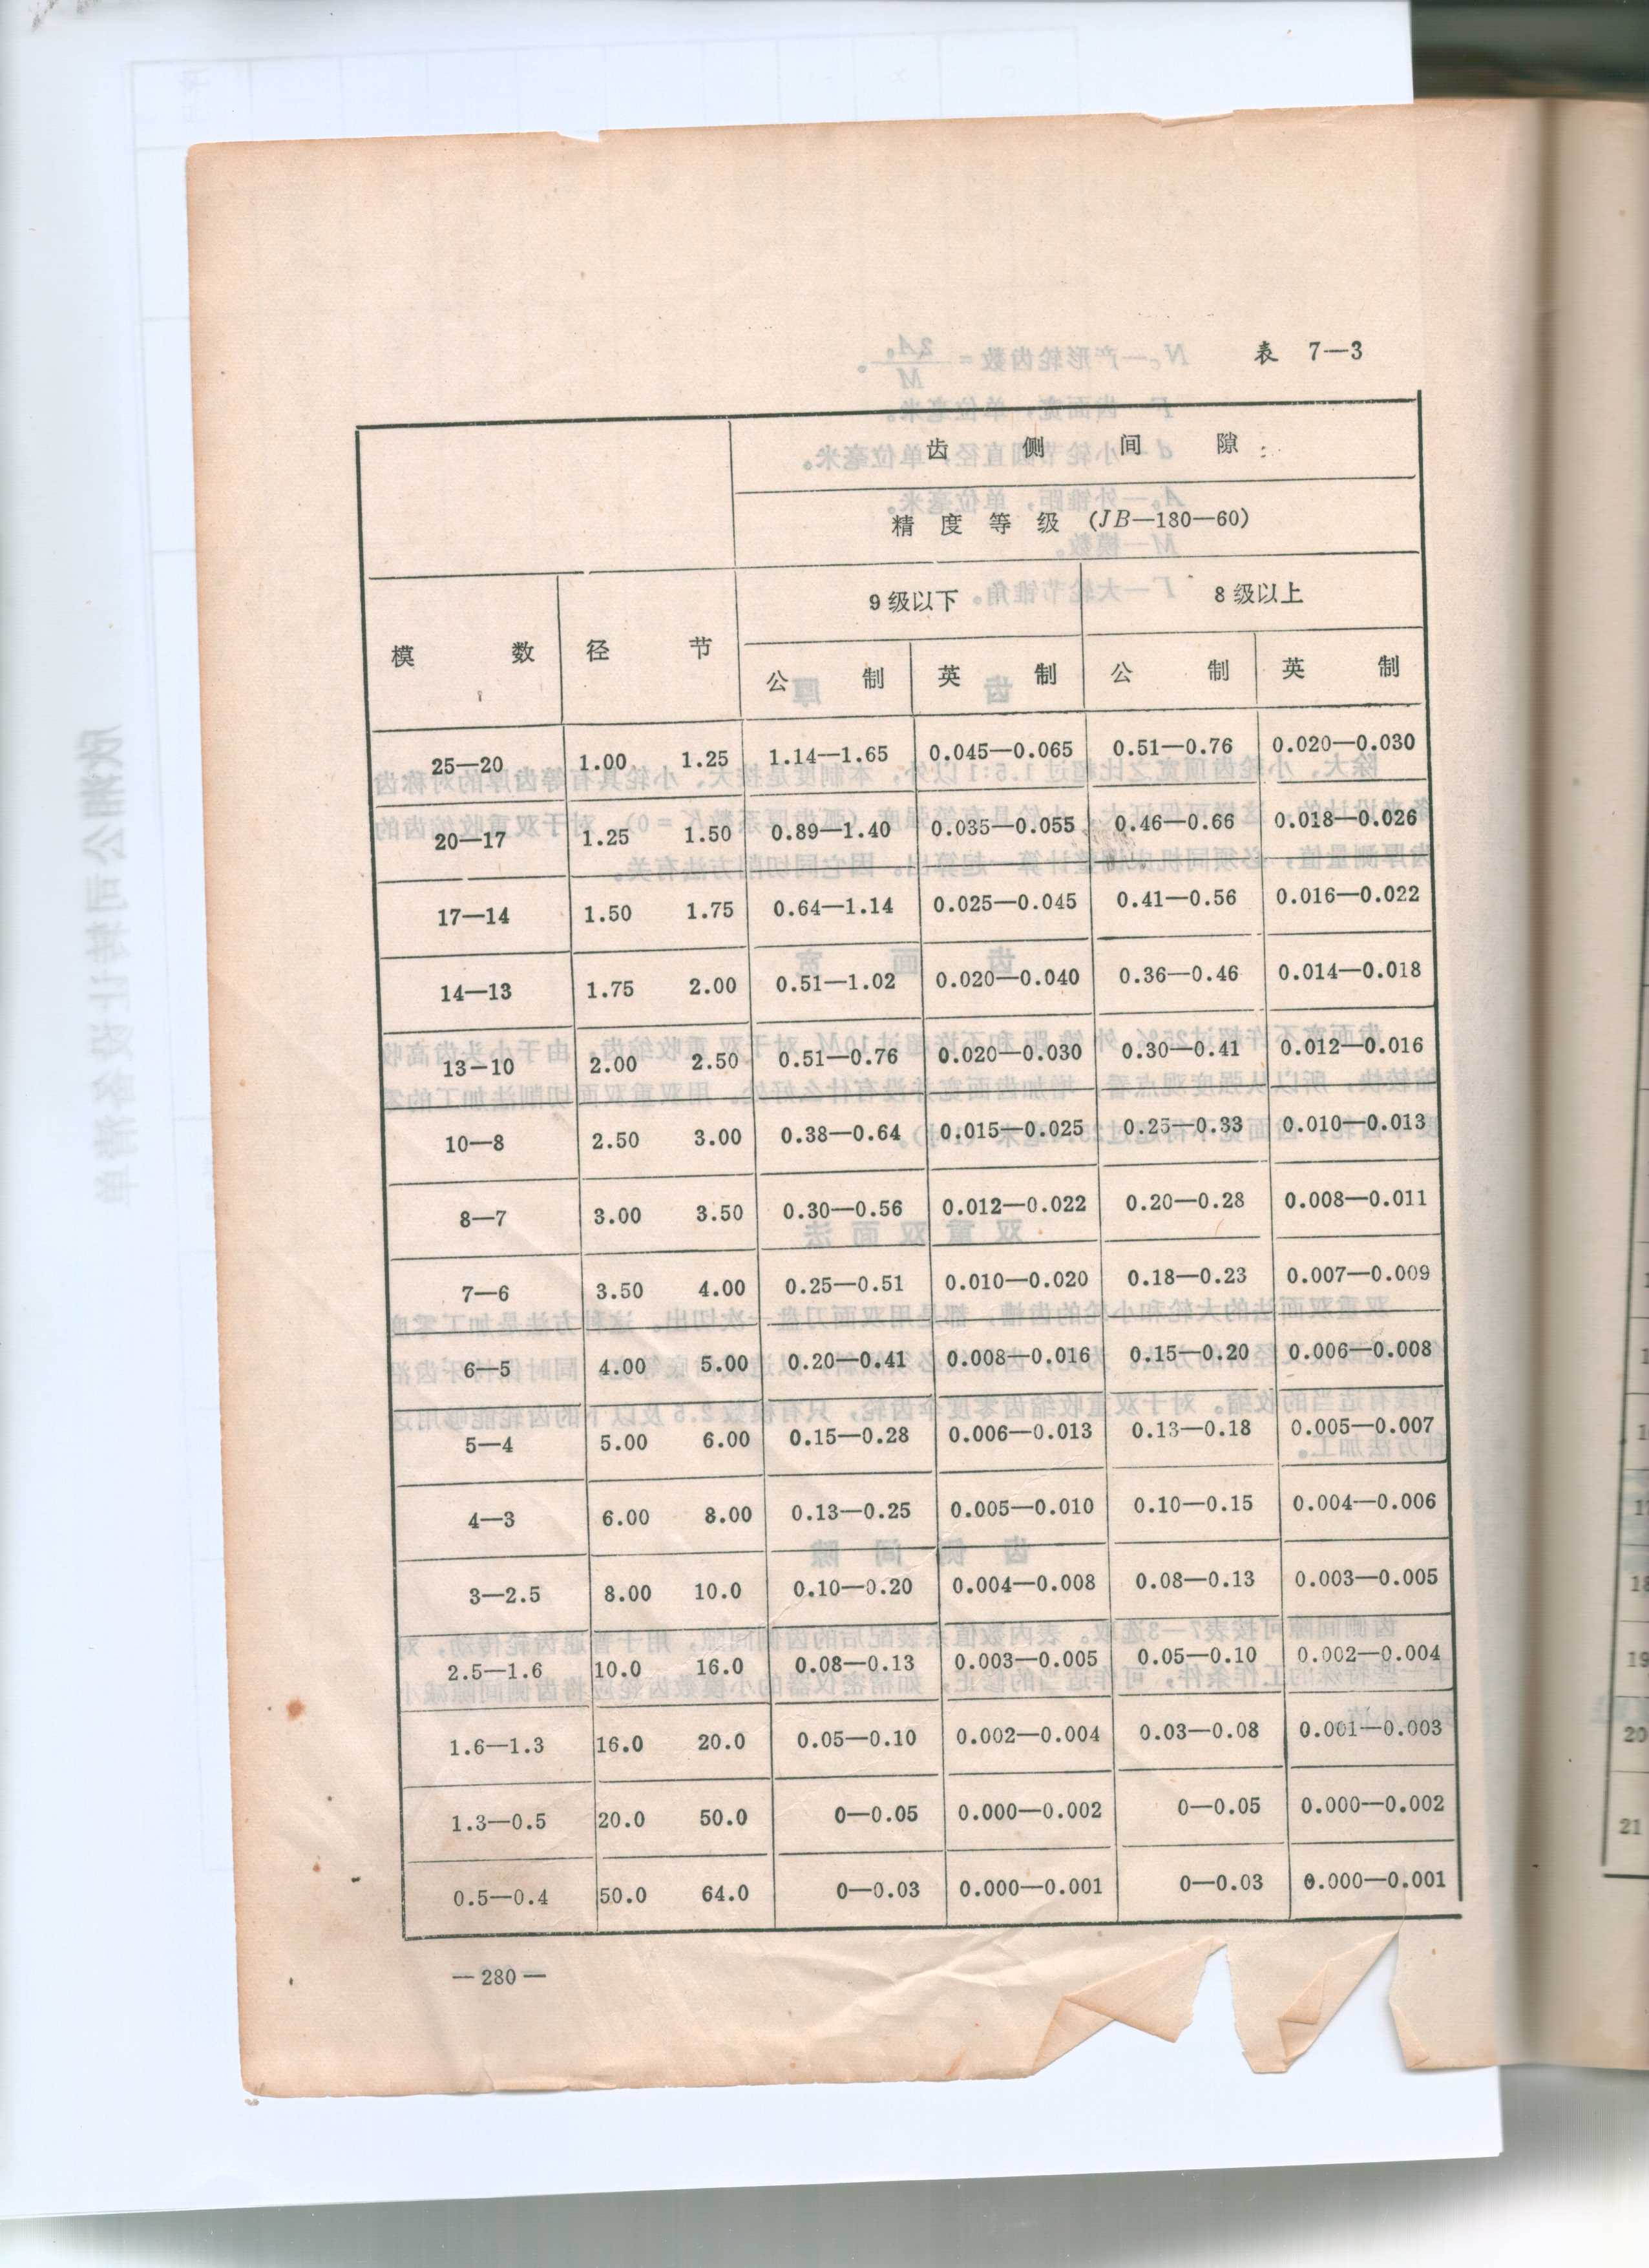 表 7—3
齿 侧 间 隙
精 度 等 级 (JB—180—60)
模 数 径 节 9级以下 8级以上
公 制 英 制 公 制 英 制
25—20 1.00 1.25 1.14—1.65 0.045—0.065 0.51—0.76 0.020—0.030
20—17 1.25 1.50 0.89—1.40 0.035—0.055 0.46—0.66 0.018—0.026
17—14 1.50 1.75 0.64—1.14 0.025—0.045 0.41—0.56 0.016—0.022
14—13 1.75 2.00 0.51—1.02 0.020—0.040 0.36—0.46 0.014—0.018
13—10 2.00 2.50 0.51—0.76 0.020—0.030 0.30—0.41 0.012—0.016
10—8 2.50 3.00 0.38—0.64 0.015—0.025 0.25—0.33 0.010—0.013
8—7 3.00 3.50 0.30—0.56 0.012—0.022 0.20—0.28 0.008—0.011
7—6 3.50 4.00 0.25—0.51 0.010—0.020 0.18—0.23 0.007—0.009
6—5 4.00 5.00 0.20—0.41 0.008—0.016 0.15—0.20 0.006—0.008
5—4 5.00 6.00 0.15—0.28 0.006—0.013 0.13—0.18 0.005—0.007
4—3 6.00 8.00 0.13—0.25 0.005—0.010 0.10—0.15 0.004—0.006
3—2.5 8.00 10.0 0.10—0.20 0.004—0.008 0.08—0.13 0.003—0.005
2.5—1.6 10.0 16.0 0.08—0.13 0.003—0.005 0.05—0.10 0.002—0.004
1.6—1.3 16.0 20.0 0.05—0.10 0.002—0.004 0.03—0.08 0.001—0.003
1.3—0.5 20.0 50.0 0—0.05 0.000—0.002 0—0.05 0.000—0.002
0.5—0.4 50.0 64.0 0—0.03 0.000—0.001 0—0.03 0.000—0.001
— 280 —
19
20
21